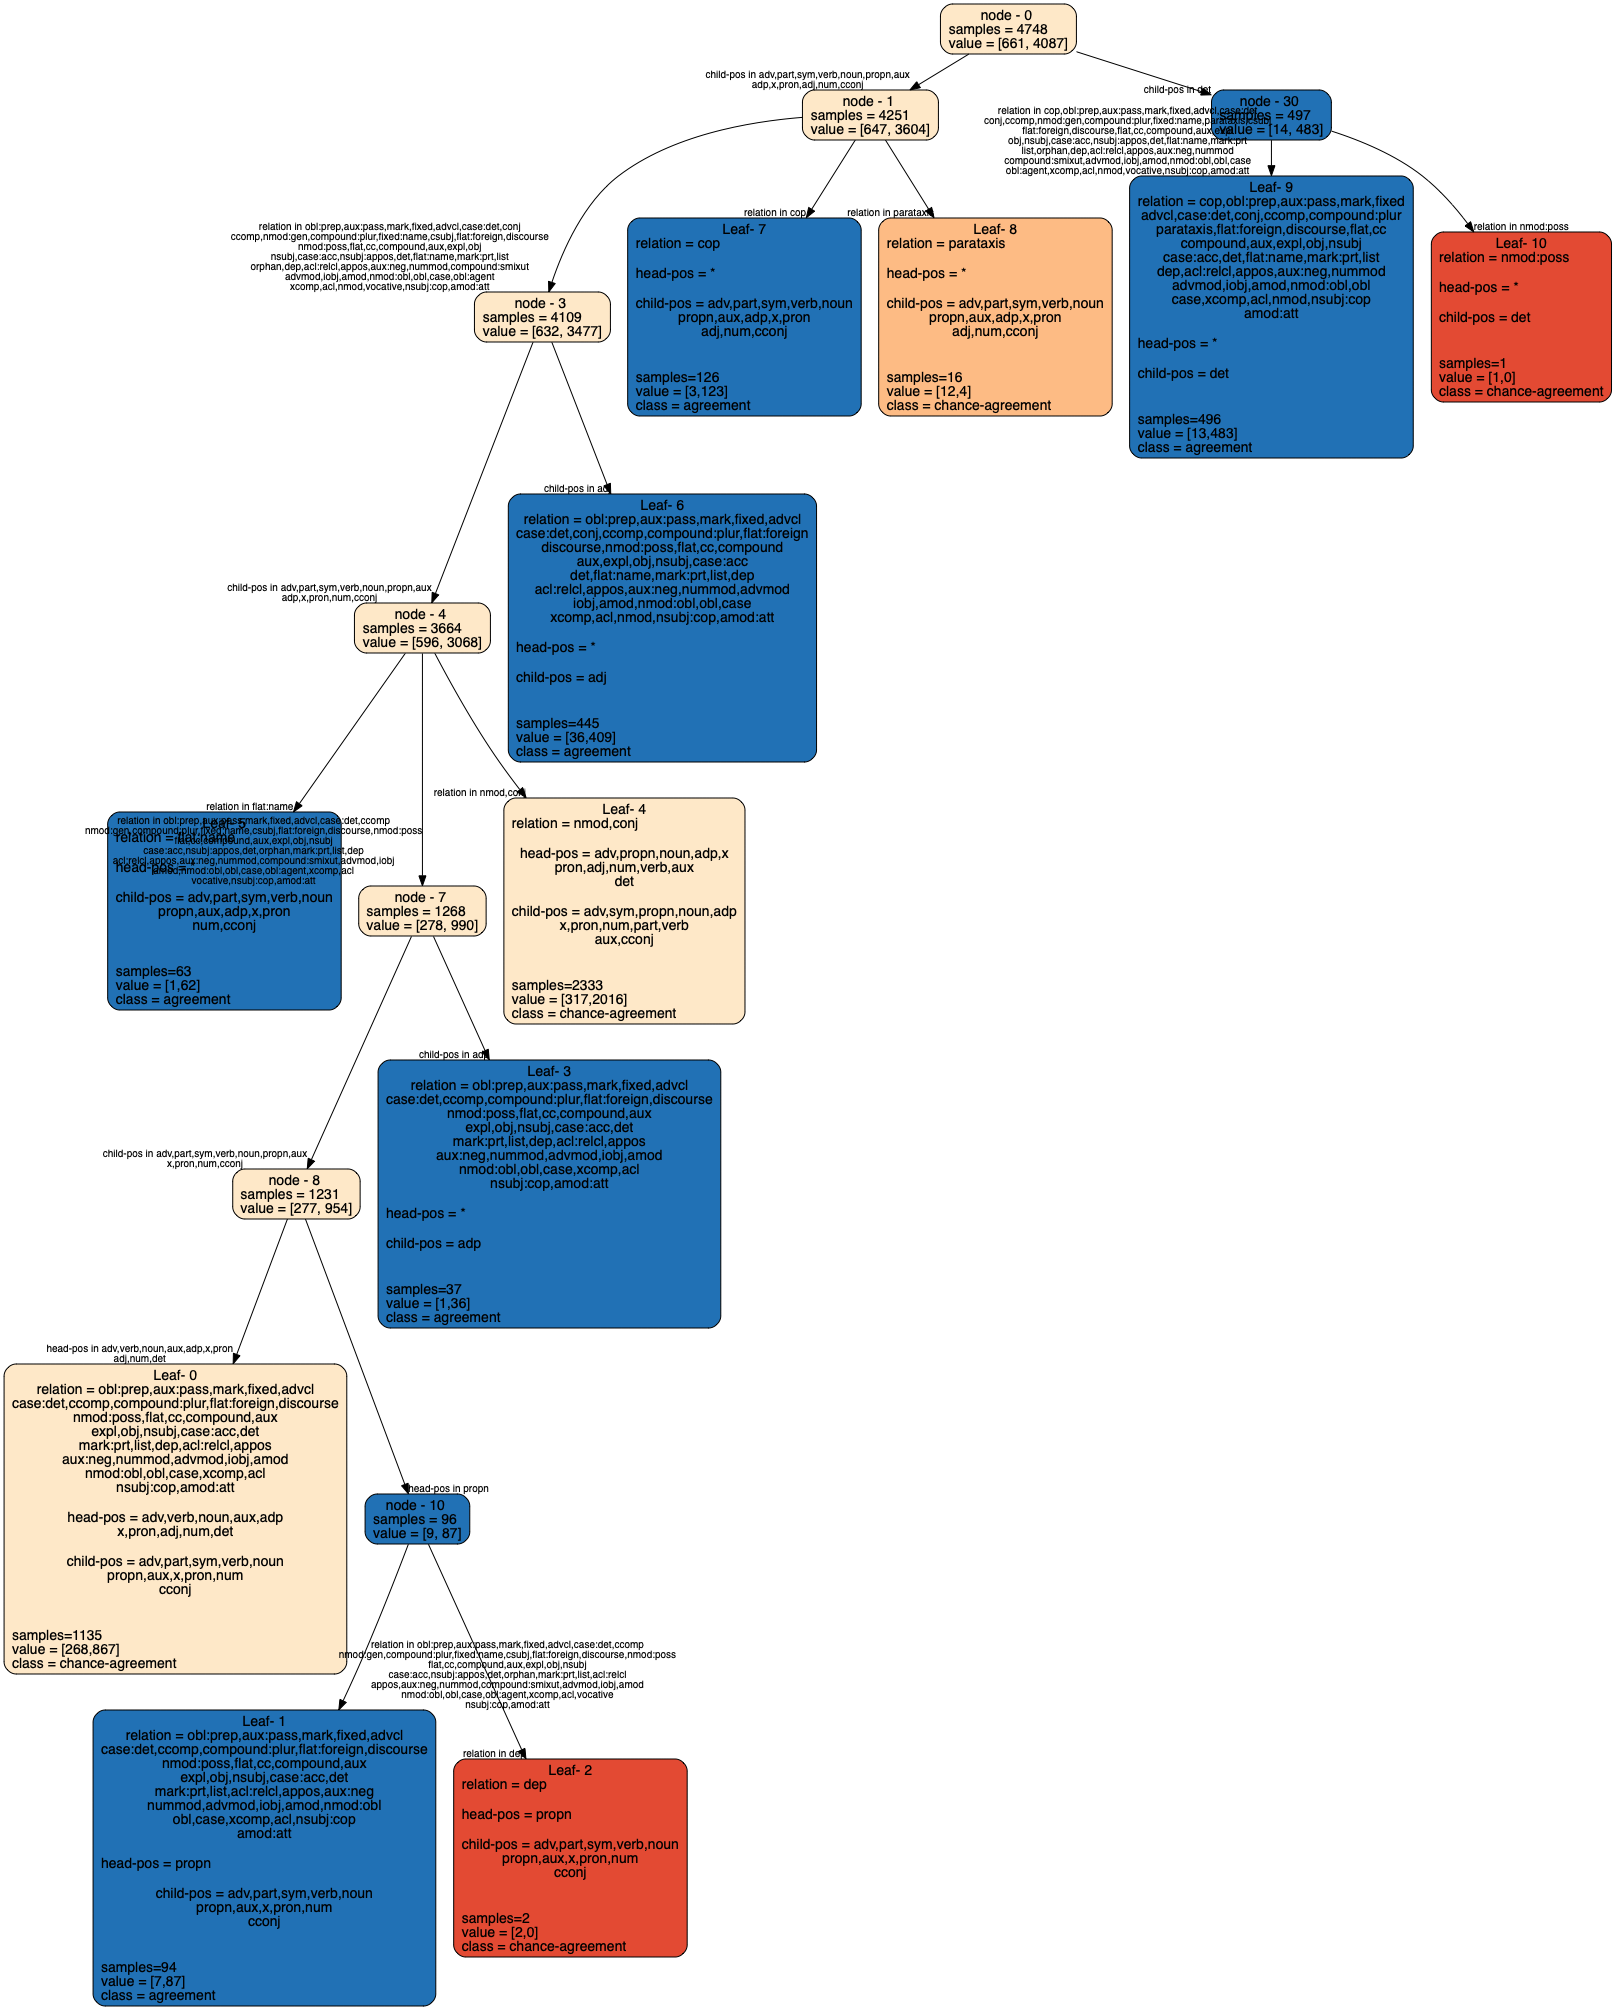 node - 0
samples = 4748
value = [661, 4087]
child-pos in adv,part,sym,verb,noun,propn,aux
adp,x,pron,adj,num,cconj
node - 1
samples = 4251
value = [647, 3604]
child-pos in det
node - 30
samples = 497
value = [14, 483]
relation in cop,obl:prep,aux:pass,mark,fixed,advcl,case:det
conj,ccomp,nmod:gen,compound:plur,fixed:name,parataxis,csubj
flat:foreign,discourse,flat,cc,compound,aux,expl
obj,nsubj,case:acc,nsubj:appos,det,flat:name,mark:prt
list,orphan,dep,acl:relcl,appos,aux:neg,nummod
compound:smixut,advmod,iobj,amod,nmod:obl,obl,case
obl:agent,xcomp,acl,nmod,vocative,nsubj:cop,amod:att
relation in obl:prep,aux:pass,mark,fixed,advcl,case:det,conj
ccomp,nmod:gen,compound:plur,fixed:name,csubj,flat:foreign,discourse
nmod:poss,flat,cc,compound,aux,expl,obj
nsubj,case:acc,nsubj:appos,det,flat:name,mark:prt,list
orphan,dep,acl:relcl,appos,aux:neg,nummod,compound:smixut
advmod,iobj,amod,nmod:obl,obl,case,obl:agent
xcomp,acl,nmod,vocative,nsubj:cop,amod:att
node - 3
samples = 4109
value = [632, 3477]
relation in cop
Leaf- 7
relation = cop
head-pos = *
child-pos = adv,part,sym,verb,noun
propn,aux,adp,x,pron
adj,num,cconj
samples=126
value = [3,123]
class = agreement
relation in parataxis
Leaf- 8
relation = parataxis
head-pos = *
child-pos = adv,part,sym,verb,noun
propn,aux,adp,x,pron
adj,num,cconj
samples=16
value = [12,4]
class = chance-agreement
Leaf- 9
relation = cop,obl:prep,aux:pass,mark,fixed
advcl,case:det,conj,ccomp,compound:plur
parataxis,flat:foreign,discourse,flat,cc
compound,aux,expl,obj,nsubj
case:acc,det,flat:name,mark:prt,list
dep,acl:relcl,appos,aux:neg,nummod
advmod,iobj,amod,nmod:obl,obl
case,xcomp,acl,nmod,nsubj:cop
amod:att
head-pos = *
child-pos = det
samples=496
value = [13,483]
class = agreement
relation in nmod:poss
Leaf- 10
relation = nmod:poss
head-pos = *
child-pos = det
samples=1
value = [1,0]
class = chance-agreement
child-pos in adv,part,sym,verb,noun,propn,aux
adp,x,pron,num,cconj
node - 4
samples = 3664
value = [596, 3068]
child-pos in adj
Leaf- 6
relation = obl:prep,aux:pass,mark,fixed,advcl
case:det,conj,ccomp,compound:plur,flat:foreign
discourse,nmod:poss,flat,cc,compound
aux,expl,obj,nsubj,case:acc
det,flat:name,mark:prt,list,dep
acl:relcl,appos,aux:neg,nummod,advmod
iobj,amod,nmod:obl,obl,case
xcomp,acl,nmod,nsubj:cop,amod:att
head-pos = *
child-pos = adj
samples=445
value = [36,409]
class = agreement
relation in flat:name
Leaf- 5
relation = flat:name
head-pos = *
child-pos = adv,part,sym,verb,noun
propn,aux,adp,x,pron
num,cconj
samples=63
value = [1,62]
class = agreement
relation in obl:prep,aux:pass,mark,fixed,advcl,case:det,ccomp
nmod:gen,compound:plur,fixed:name,csubj,flat:foreign,discourse,nmod:poss
flat,cc,compound,aux,expl,obj,nsubj
case:acc,nsubj:appos,det,orphan,mark:prt,list,dep
acl:relcl,appos,aux:neg,nummod,compound:smixut,advmod,iobj
amod,nmod:obl,obl,case,obl:agent,xcomp,acl
vocative,nsubj:cop,amod:att
node - 7
samples = 1268
value = [278, 990]
relation in nmod,conj
Leaf- 4
relation = nmod,conj
head-pos = adv,propn,noun,adp,x
pron,adj,num,verb,aux
det
child-pos = adv,sym,propn,noun,adp
x,pron,num,part,verb
aux,cconj
samples=2333
value = [317,2016]
class = chance-agreement
child-pos in adv,part,sym,verb,noun,propn,aux
x,pron,num,cconj
node - 8
samples = 1231
value = [277, 954]
child-pos in adp
Leaf- 3
relation = obl:prep,aux:pass,mark,fixed,advcl
case:det,ccomp,compound:plur,flat:foreign,discourse
nmod:poss,flat,cc,compound,aux
expl,obj,nsubj,case:acc,det
mark:prt,list,dep,acl:relcl,appos
aux:neg,nummod,advmod,iobj,amod
nmod:obl,obl,case,xcomp,acl
nsubj:cop,amod:att
head-pos = *
child-pos = adp
samples=37
value = [1,36]
class = agreement
head-pos in adv,verb,noun,aux,adp,x,pron
adj,num,det
Leaf- 0
relation = obl:prep,aux:pass,mark,fixed,advcl
case:det,ccomp,compound:plur,flat:foreign,discourse
nmod:poss,flat,cc,compound,aux
expl,obj,nsubj,case:acc,det
mark:prt,list,dep,acl:relcl,appos
aux:neg,nummod,advmod,iobj,amod
nmod:obl,obl,case,xcomp,acl
nsubj:cop,amod:att
head-pos = adv,verb,noun,aux,adp
x,pron,adj,num,det
child-pos = adv,part,sym,verb,noun
propn,aux,x,pron,num
cconj
samples=1135
value = [268,867]
class = chance-agreement
head-pos in propn
node - 10
samples = 96
value = [9, 87]
relation in obl:prep,aux:pass,mark,fixed,advcl,case:det,ccomp
nmod:gen,compound:plur,fixed:name,csubj,flat:foreign,discourse,nmod:poss
flat,cc,compound,aux,expl,obj,nsubj
case:acc,nsubj:appos,det,orphan,mark:prt,list,acl:relcl
appos,aux:neg,nummod,compound:smixut,advmod,iobj,amod
nmod:obl,obl,case,obl:agent,xcomp,acl,vocative
nsubj:cop,amod:att
Leaf- 1
relation = obl:prep,aux:pass,mark,fixed,advcl
case:det,ccomp,compound:plur,flat:foreign,discourse
nmod:poss,flat,cc,compound,aux
expl,obj,nsubj,case:acc,det
mark:prt,list,acl:relcl,appos,aux:neg
nummod,advmod,iobj,amod,nmod:obl
obl,case,xcomp,acl,nsubj:cop
amod:att
head-pos = propn
child-pos = adv,part,sym,verb,noun
propn,aux,x,pron,num
cconj
samples=94
value = [7,87]
class = agreement
relation in dep
Leaf- 2
relation = dep
head-pos = propn
child-pos = adv,part,sym,verb,noun
propn,aux,x,pron,num
cconj
samples=2
value = [2,0]
class = chance-agreement